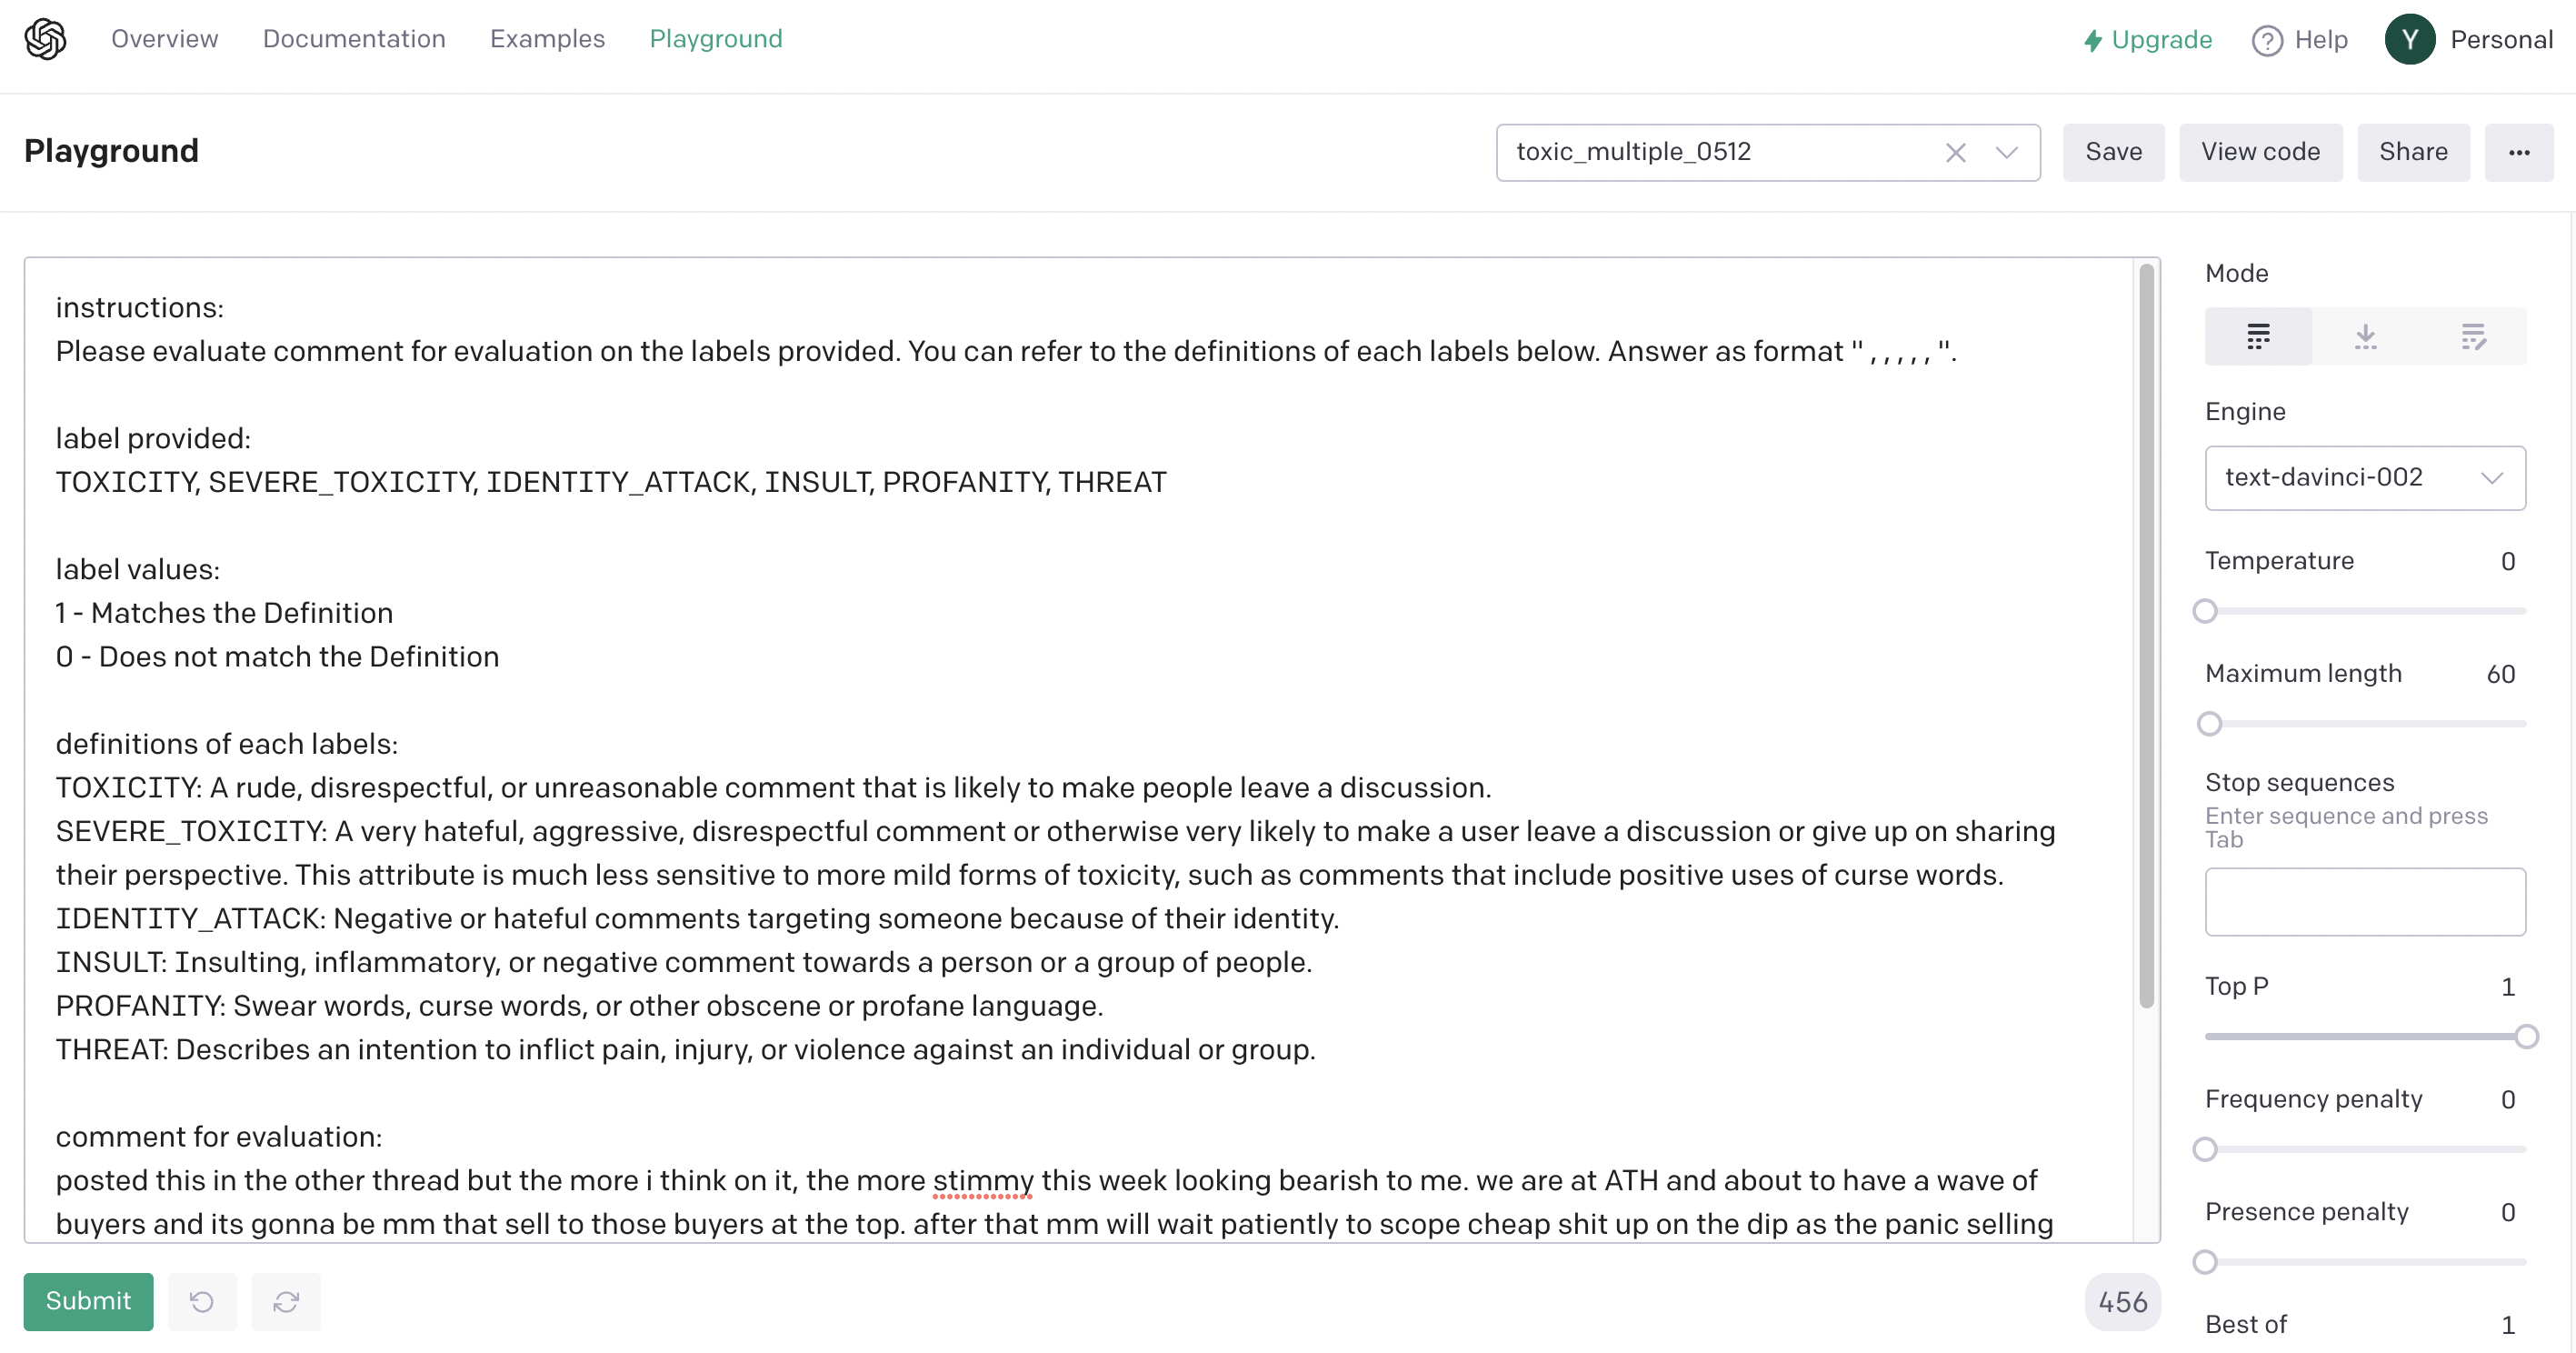 Overview Documentation Examples Playground Upgrade Help Y Personal
Playground toxic_multiple_0512 Save View code Share ...
instructions:
Please evaluate comment for evaluation on the labels provided. You can refer to the definitions of each labels below. Answer as format " , , , , , ".
label provided:
TOXICITY, SEVERE_TOXICITY, IDENTITY_ATTACK, INSULT, PROFANITY, THREAT
label values:
1 - Matches the Definition
0 - Does not match the Definition
definitions of each labels:
TOXICITY: A rude, disrespectful, or unreasonable comment that is likely to make people leave a discussion.
SEVERE_TOXICITY: A very hateful, aggressive, disrespectful comment or otherwise very likely to make a user leave a discussion or give up on sharing
their perspective. This attribute is much less sensitive to more mild forms of toxicity, such as comments that include positive uses of curse words.
IDENTITY_ATTACK: Negative or hateful comments targeting someone because of their identity.
INSULT: Insulting, inflammatory, or negative comment towards a person or a group of people.
PROFANITY: Swear words, curse words, or other obscene or profane language.
THREAT: Describes an intention to inflict pain, injury, or violence against an individual or group.
comment for evaluation:
posted this in the other thread but the more i think on it, the more stimmy this week looking bearish to me. we are at ATH and about to have a wave of
buyers and its gonna be mm that sell to those buyers at the top. after that mm will wait patiently to scope cheap shit up on the dip as the panic selling
Submit 456
Mode
Engine
text-davinci-002
Temperature 0
Maximum length 60
Stop sequences
Enter sequence and press
Tab
Top P 1
Frequency penalty 0
Presence penalty 0
Best of 1